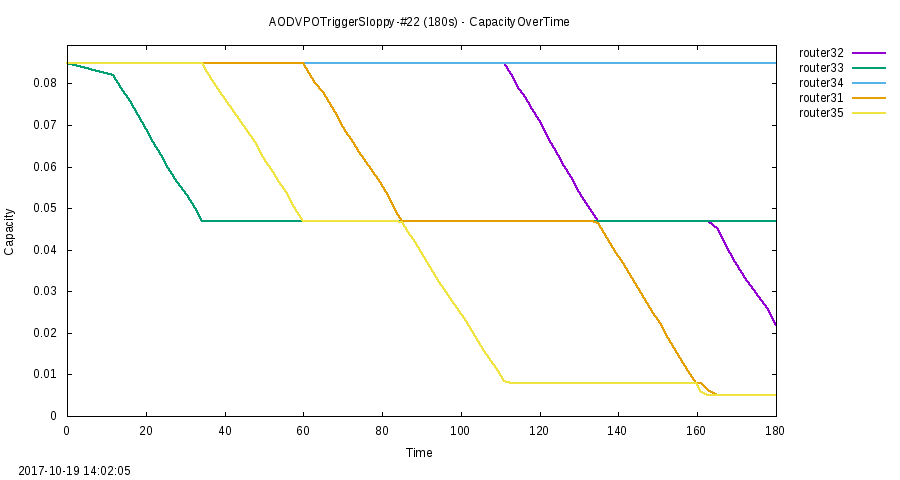 AODVPOTriggerSloppy-#22 (180s) - CapacityOverTime
router32
router33
router34
router31
router35
0.08
0.07
0.06
0.05
0.04
0.03
0.02
0.01
0
Capacity
0 20 40 60 80 100 120 140 160 180
Time
2017-10-19 14:02:05